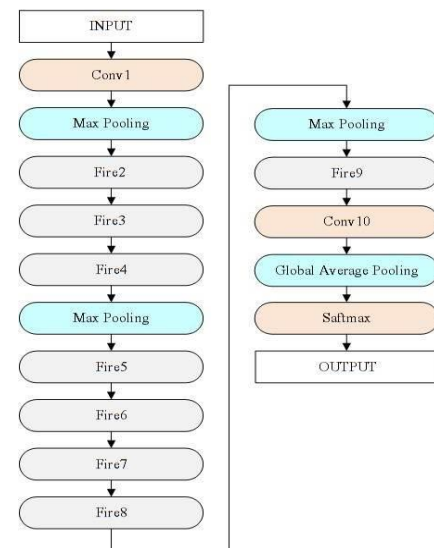 INPUT
Conv1
Max Pooling
Fire2
Fire3
Fire4
Max Pooling
Fire5
Fire6
Fire7
Fire8
Max Pooling
Fire9
Conv10
Global Average Pooling
Saftmax
OUTPUT